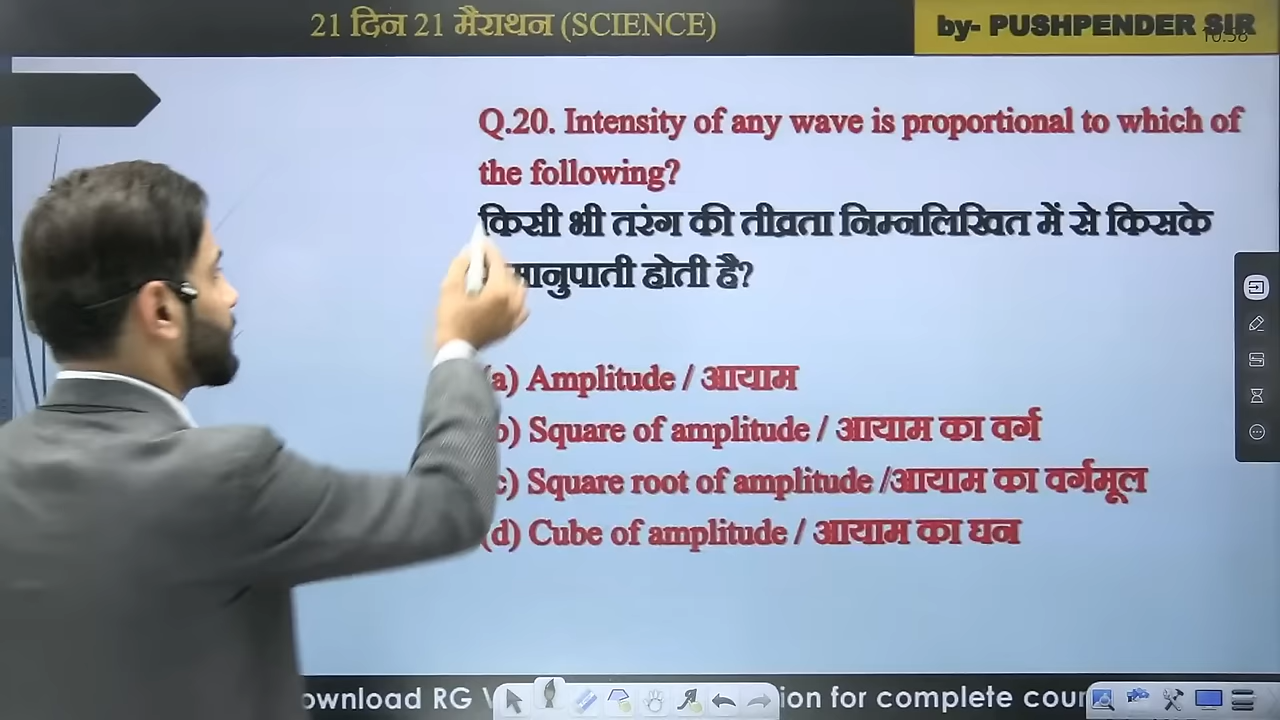 21 दिन 21 मैराथन (SCIENCE)
by- PUSHPENDER SIR
10:38
Q.20. Intensity of any wave is proportional to which of
the following?
किसी भी तरंग की तीव्रता निम्नलिखित में से किसके
होती है?
(a) Amplitude / आयाम
b) Square of amplitude / आयाम का वर्ग
c) Square root of amplitude /आयाम का वर्गमूल
(d) Cube of amplitude / आयाम का घन
ownload RG
ion for complete cour